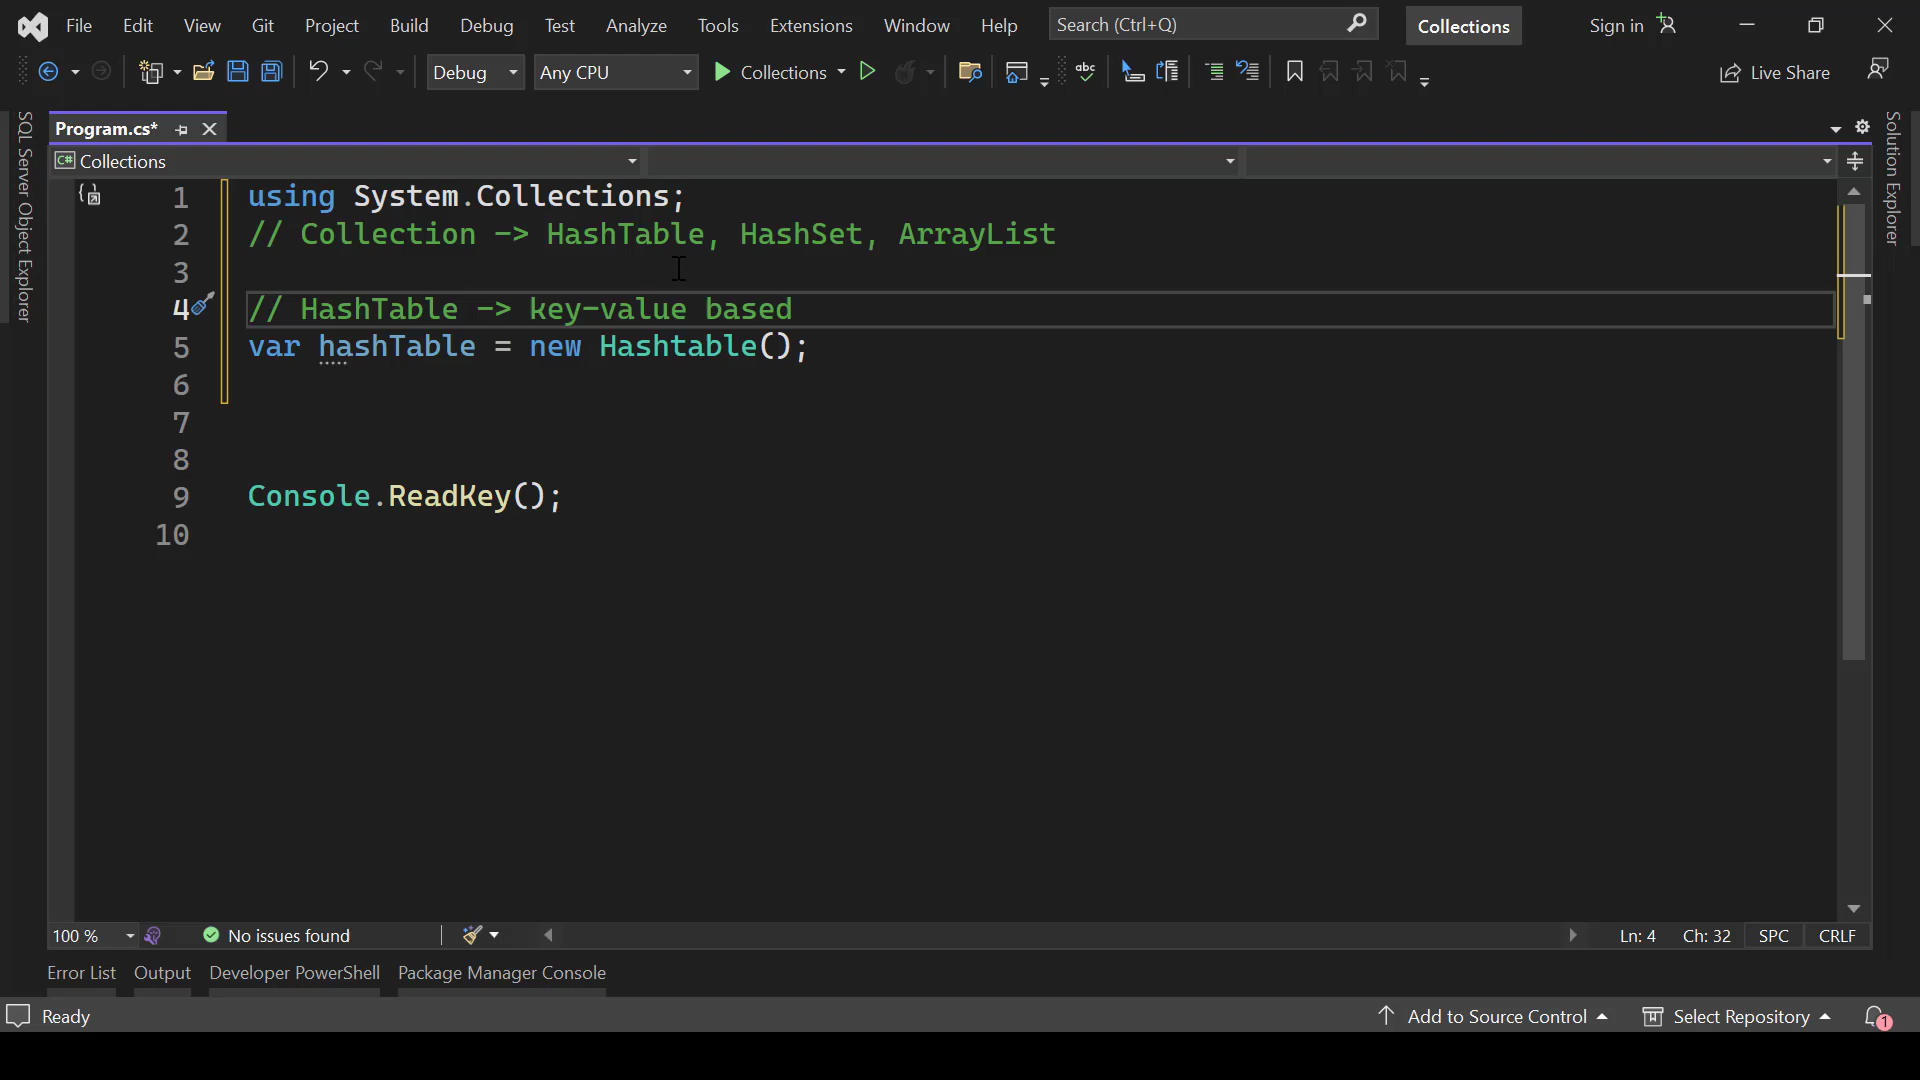 File Edit View Git Project Build Debug Test Analyze Tools Extensions Window Help Search (Ctrl+Q) Collections Sign in
Debug Any CPU Collections abc Live Share
Program.cs*
C# Collections
SQL Server Object Explorer
Solution Explorer
1 using System.Collections;
2 // Collection -> HashTable, HashSet, ArrayList
3
4 // HashTable -> key-value based
5 var hashTable = new Hashtable();
6
7
8
9 Console.ReadKey();
10
100 % No issues found Ln: 4 Ch: 32 SPC CRLF
Error List Output Developer PowerShell Package Manager Console
Ready Add to Source Control Select Repository 1